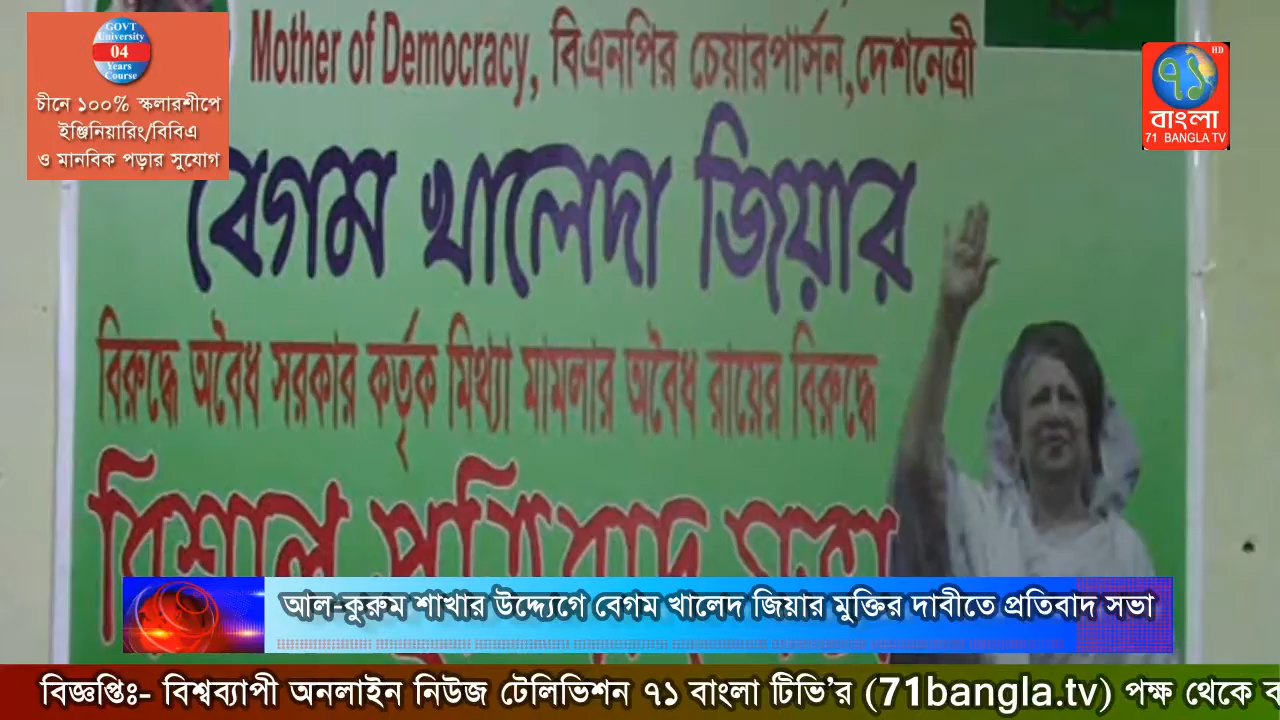 GOVT
University
04
Years
Course
চীনে ১০০% স্কলারশীপে
ইঞ্জিনিয়ারিং/বিবিএ
ও মানবিক পড়ার সুযোগ
Mother of Democracy, বিএনপির চেয়ারপার্সন,দেশনেত্রী
HD
৭১
বাংলা
71 BANGLA TV
বেগম খালেদা জিয়ার
বিরুদ্ধে অবৈধ সরকার কর্তৃক মিথ্যা মামলার অবৈধ রায়ের বিরুদ্ধে
বিশাল প্রতিবাদ সভা
আল-কুরুম শাখার উদ্দ্যেগে বেগম খালেদ জিয়ার মুক্তির দাবীতে প্রতিবাদ সভা
বিজ্ঞপ্তিঃ- বিশ্বব্যাপী অনলাইন নিউজ টেলিভিশন ৭১ বাংলা টিভি'র (71bangla.tv) পক্ষ থেকে